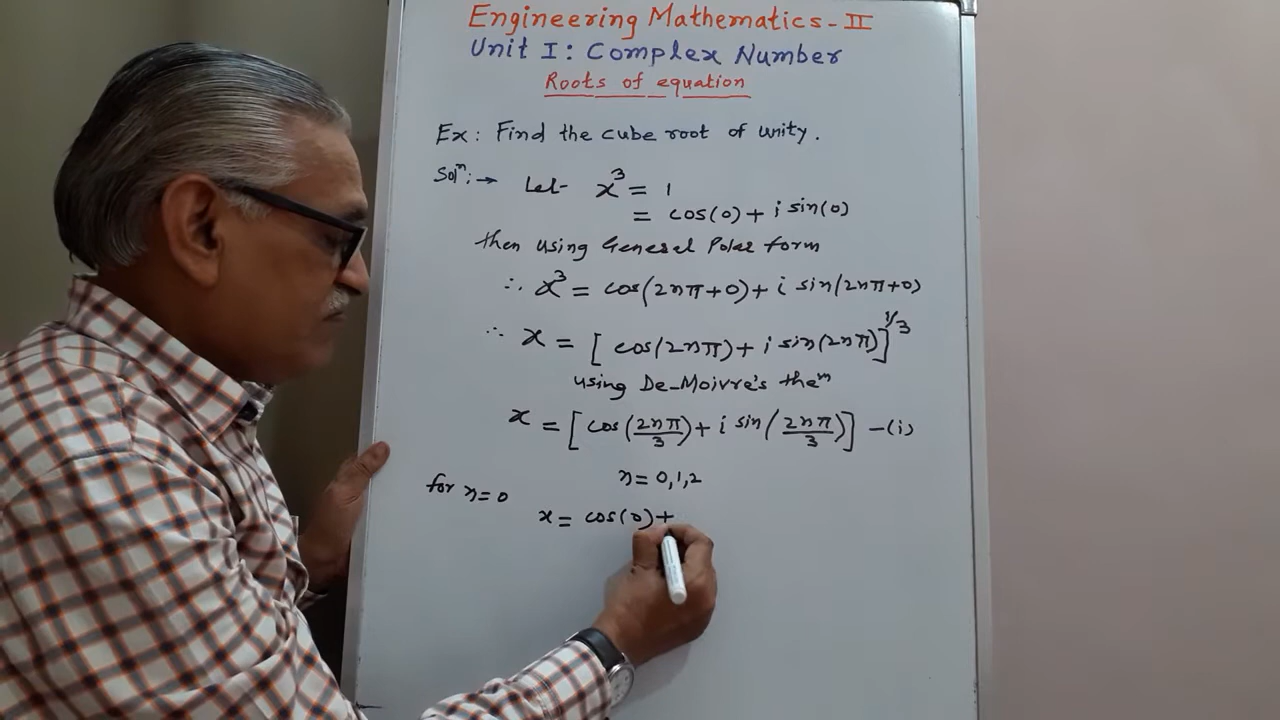 Engineering Mathematics - II
Unit I: Complex Number
Roots of equation
Ex: Find the cube root of unity.
Solⁿ:→ Let x³ = 1
= cos(0) + i sin(0)
then using General Polar form
∴ x³ = cos(2nπ+0) + i sin(2nπ+0)
∴ x = [cos(2nπ) + i sin(2nπ)]^1/3
using De-Moivre's theᵐ
x = [cos(2nπ/3) + i sin(2nπ/3)] -(i)
n = 0,1,2
for n=0
x = cos(0) +